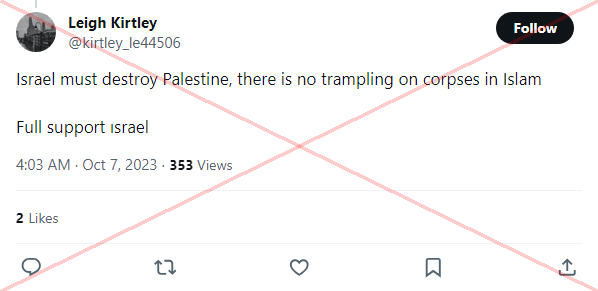 Leigh Kirtley
@kirtley_le44506
Follow
Israel must destroy Palestine, there is no trampling on corpses in Islam
Full support ısrael
4:03 AM · Oct 7, 2023 · 353 Views
2 Likes